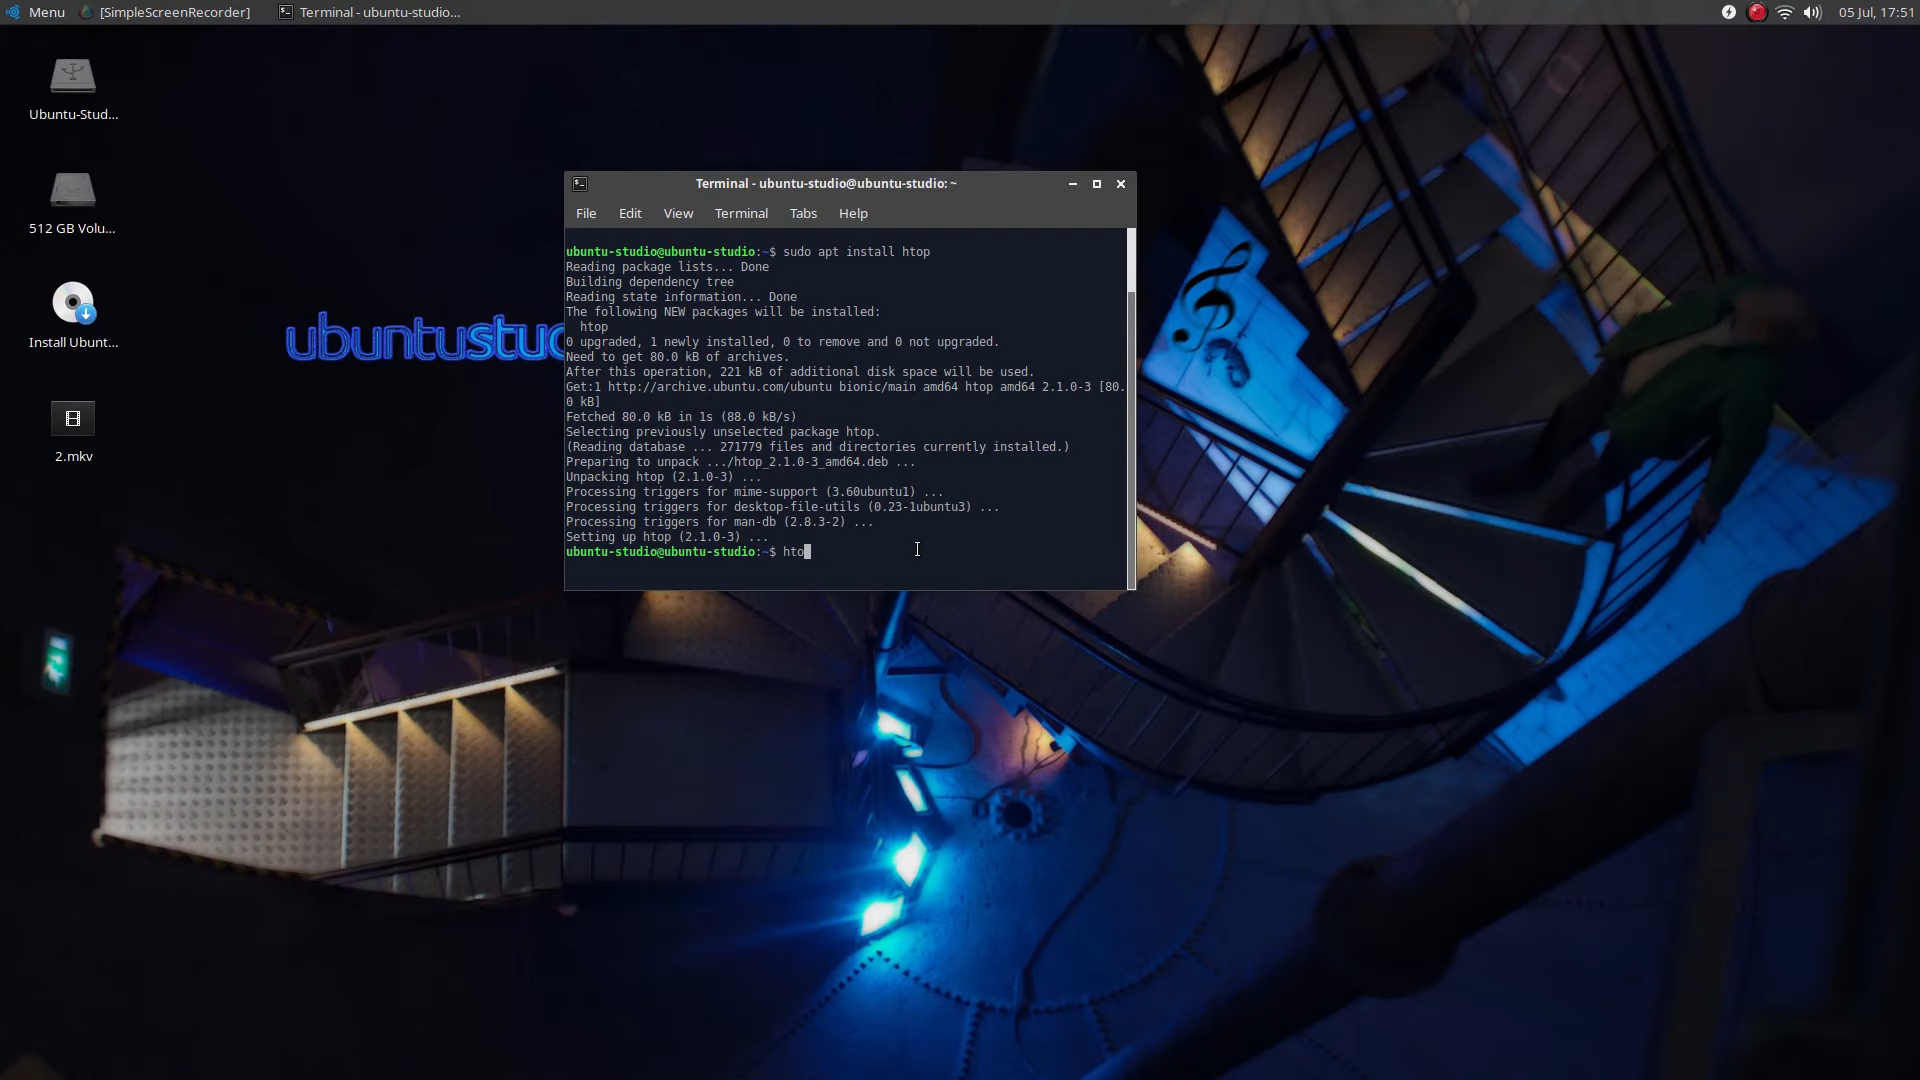 Menu [SimpleScreenRecorder] Terminal - ubuntu-studio... 05 Jul, 17:51
Ubuntu-Stud...
512 GB Volu...
Install Ubunt...
2.mkv
ubuntustud
Terminal - ubuntu-studio@ubuntu-studio: ~
File Edit View Terminal Tabs Help
ubuntu-studio@ubuntu-studio:~$ sudo apt install htop
Reading package lists... Done
Building dependency tree
Reading state information... Done
The following NEW packages will be installed:
htop
0 upgraded, 1 newly installed, 0 to remove and 0 not upgraded.
Need to get 80.0 kB of archives.
After this operation, 221 kB of additional disk space will be used.
Get:1 http://archive.ubuntu.com/ubuntu bionic/main amd64 htop amd64 2.1.0-3 [80.
0 kB]
Fetched 80.0 kB in 1s (88.0 kB/s)
Selecting previously unselected package htop.
(Reading database ... 271779 files and directories currently installed.)
Preparing to unpack .../htop_2.1.0-3_amd64.deb ...
Unpacking htop (2.1.0-3) ...
Processing triggers for mime-support (3.60ubuntu1) ...
Processing triggers for desktop-file-utils (0.23-1ubuntu3) ...
Processing triggers for man-db (2.8.3-2) ...
Setting up htop (2.1.0-3) ...
ubuntu-studio@ubuntu-studio:~$ hto